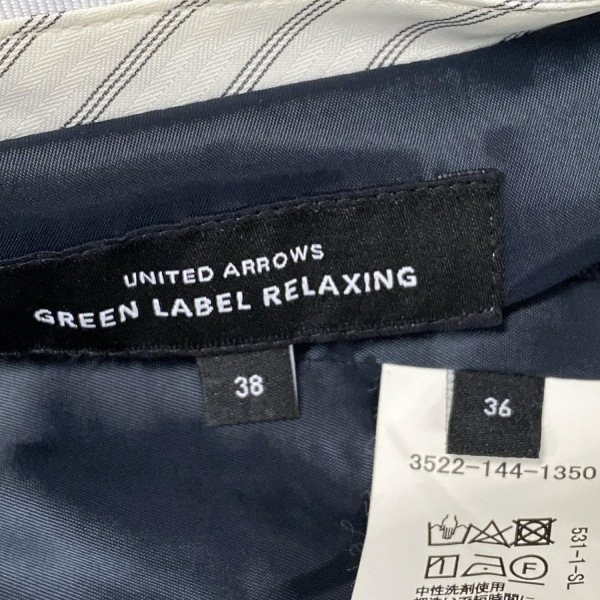 UNITED ARROWS
GREEN LABEL RELAXING
38
36
3522-144-1350
531-1-SL
中性洗剤使用